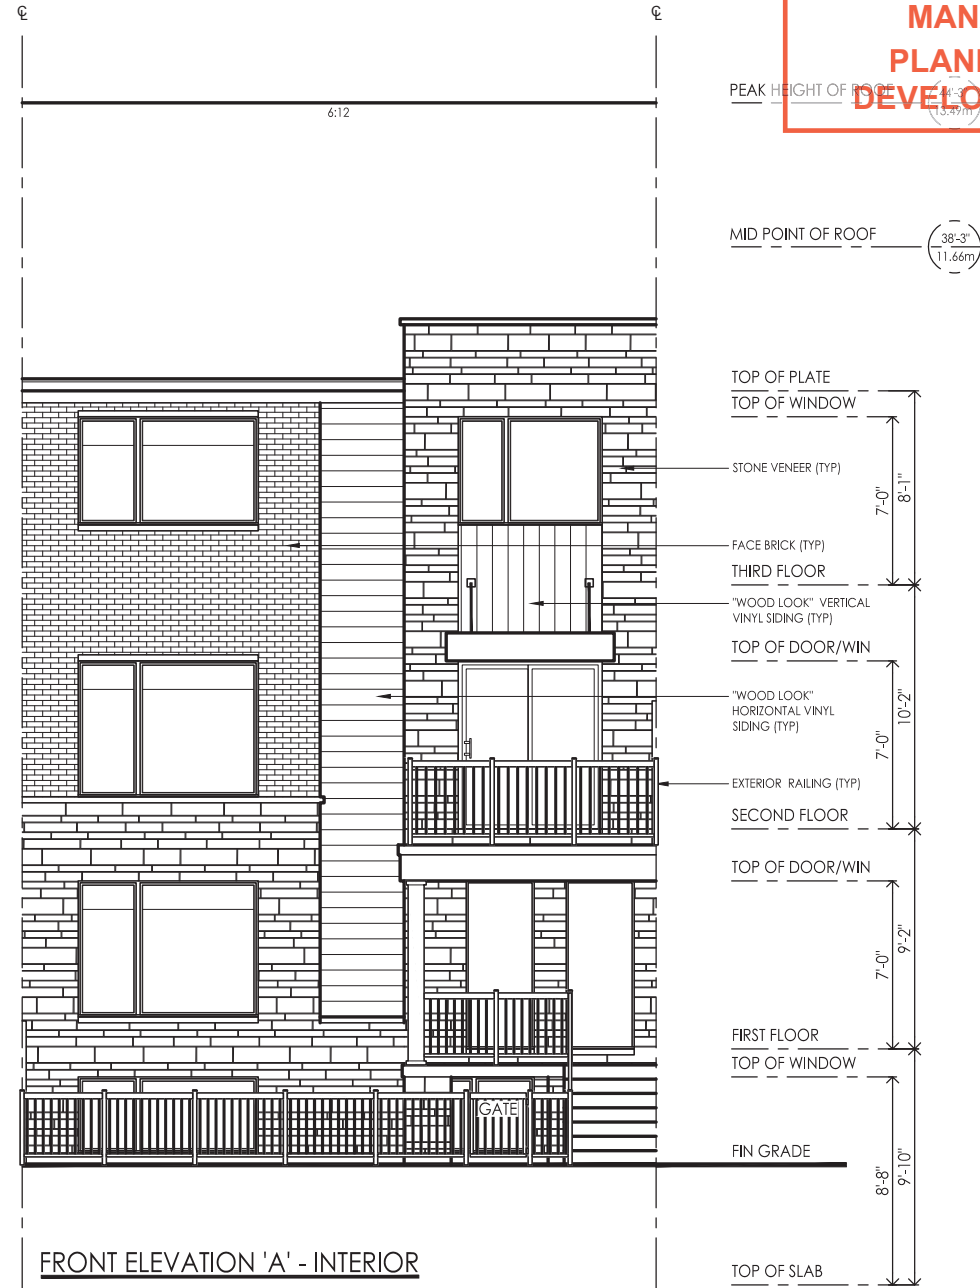 ℄
℄
MAN
PLAN
DEVELO
PEAK HEIGHT OF ROOF
44'-3"
13.49m
6:12
MID POINT OF ROOF
38'-3"
11.66m
TOP OF PLATE
TOP OF WINDOW
STONE VENEER (TYP)
7'-0"
8'-1"
FACE BRICK (TYP)
THIRD FLOOR
"WOOD LOOK" VERTICAL
VINYL SIDING (TYP)
TOP OF DOOR/WIN
"WOOD LOOK"
HORIZONTAL VINYL
SIDING (TYP)
7'-0"
10'-2"
EXTERIOR RAILING (TYP)
SECOND FLOOR
TOP OF DOOR/WIN
7'-0"
9'-2"
FIRST FLOOR
TOP OF WINDOW
GATE
FIN GRADE
8'-8"
9'-10"
TOP OF SLAB
FRONT ELEVATION 'A' - INTERIOR